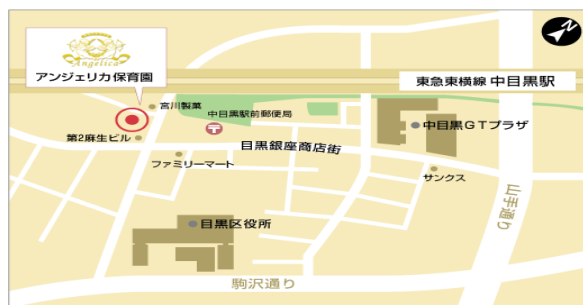 N
Angelica
アンジェリカ保育園
東急東横線 中目黒駅
宮川製菓
中目黒駅前郵便局
〒
中目黒GTプラザ
第2麻生ビル
目黒銀座商店街
ファミリーマート
サンクス
山手通り
目黒区役所
駒沢通り